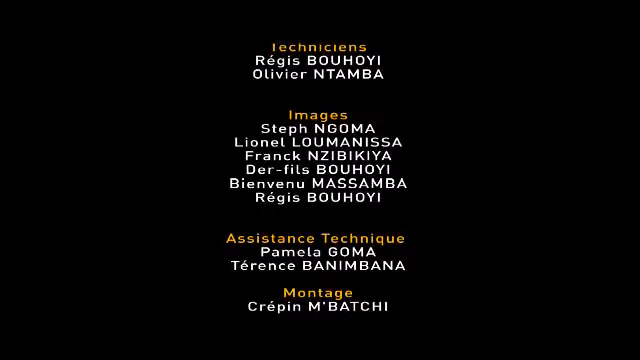 Techniciens
Régis BOUHOYI
Olivier NTAMBA
Images
Steph NGOMA
Lionel LOUMANISSA
Franck NZIBIKIYA
Der-fils BOUHOYI
Bienvenu MASSAMBA
Régis BOUHOYI
Assistance Technique
Pamela GOMA
Térence BANIMBANA
Montage
Crépin M'BATCHI